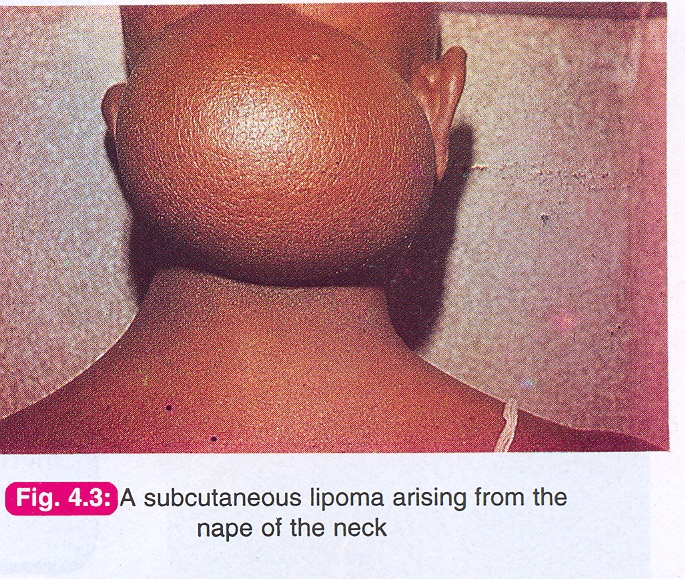 Fig. 4.3: A subcutaneous lipoma arising from the
nape of the neck